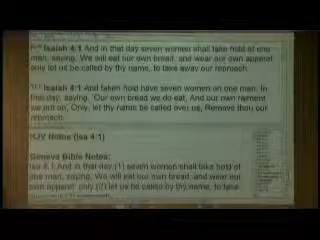 Isaiah 4:1 And in that day seven women shall take hold of one
man, saying, We will eat our own bread, and wear our own apparel
only let us be called by thy name, to take away our reproach.
Isaiah 4:1 And taken hold have seven women on one man, In
that day, saying, 'Our own bread we do eat, And our own raiment
we put on, Only, let thy name be called over us, Remove thou our
reproach.
KJV Notes (Isa 4:1)
Geneva Bible Notes:
Isa 4:1 And in that day (1) seven women shall take hold of
one man, saying, We will eat our own bread, and wear our
own apparel: only (2) let us be called by thy name, to take